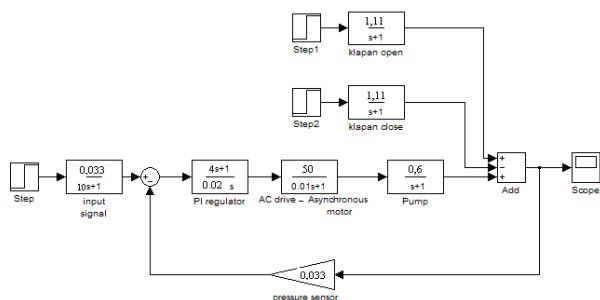 1,11
s+1
Step1
klapan open
1,11
s+1
Step2
klapan close
0,033
10s+1
Step
input
signal
4s+1
0.02 s
PI regulator
50
0.01s+1
AC drive – Asynchronous
motor
0,6
s+1
Pump
Add
Scope
0,033
pressure sensor